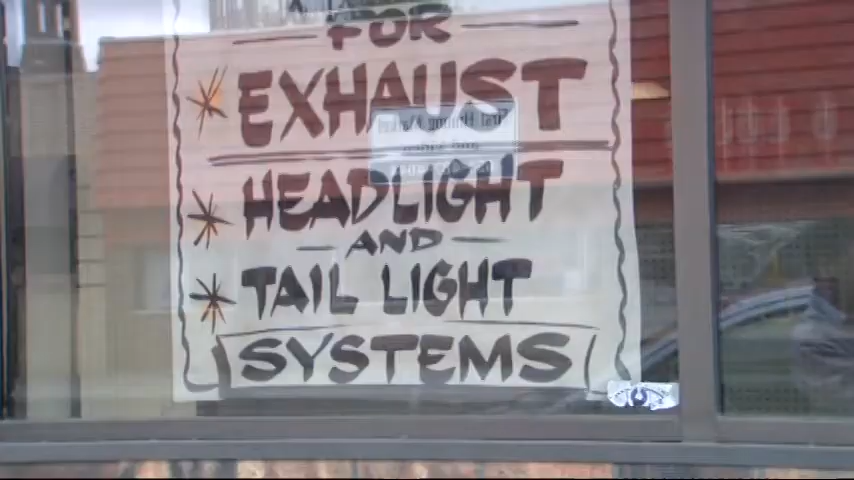 FOR
EXHAUST
HEADLIGHT
AND
TAIL LIGHT
SYSTEMS